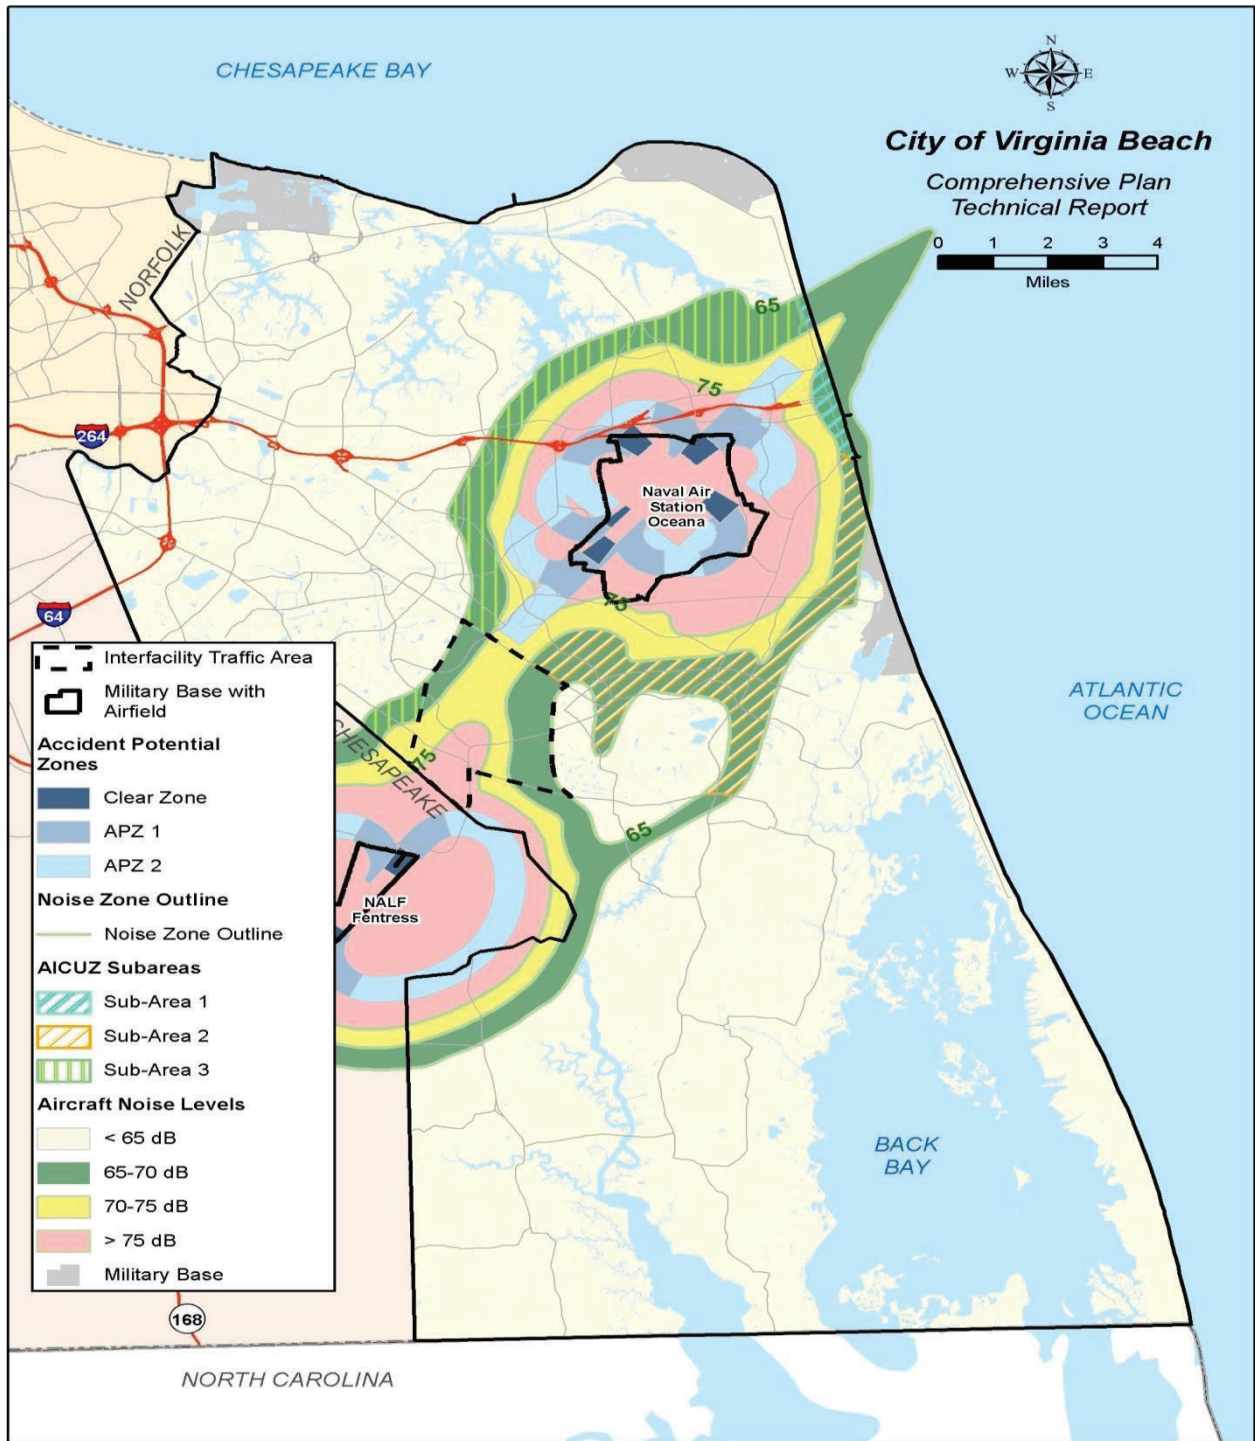 CHESAPEAKE BAY
N
W
E
S
City of Virginia Beach
Comprehensive Plan
Technical Report
0 1 2 3 4
Miles
NORFOLK
65
75
264
Naval Air
Station
Oceana
64
75
ATLANTIC
OCEAN
CHESAPEAKE
75
65
NALF
Fentress
Interfacility Traffic Area
Military Base with
Airfield
Accident Potential
Zones
Clear Zone
APZ 1
APZ 2
Noise Zone Outline
Noise Zone Outline
AICUZ Subareas
Sub-Area 1
Sub-Area 2
Sub-Area 3
Aircraft Noise Levels
< 65 dB
65-70 dB
70-75 dB
> 75 dB
Military Base
BACK
BAY
168
NORTH CAROLINA